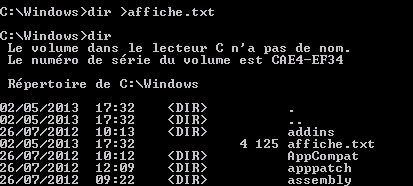 C:\Windows>dir >affiche.txt
C:\Windows>dir
Le volume dans le lecteur C n'a pas de nom.
Le numéro de série du volume est CAE4-EF34
Répertoire de C:\Windows
02/05/2013 17:32 <DIR> .
02/05/2013 17:32 <DIR> ..
26/07/2012 10:13 <DIR> addins
02/05/2013 17:32 4 125 affiche.txt
26/07/2012 10:12 <DIR> AppCompat
26/07/2012 12:09 <DIR> apppatch
26/07/2012 09:22 <DIR> assembly